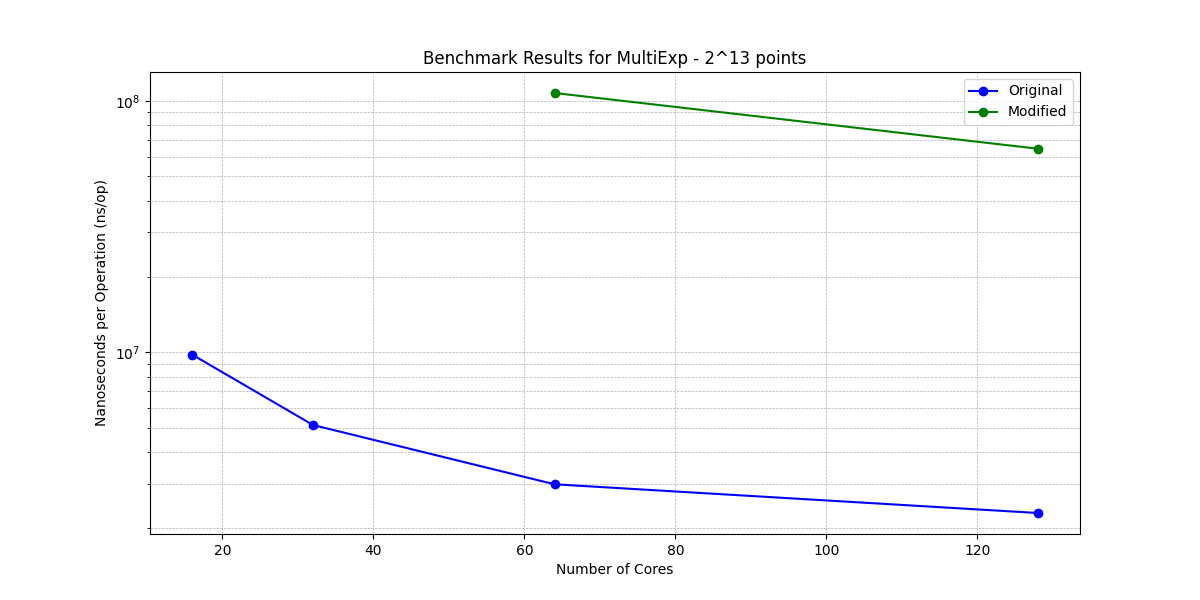 Benchmark Results for MultiExp - 2^13 points
Nanoseconds per Operation (ns/op)
10^8
10^7
Original
Modified
20 40 60 80 100 120
Number of Cores